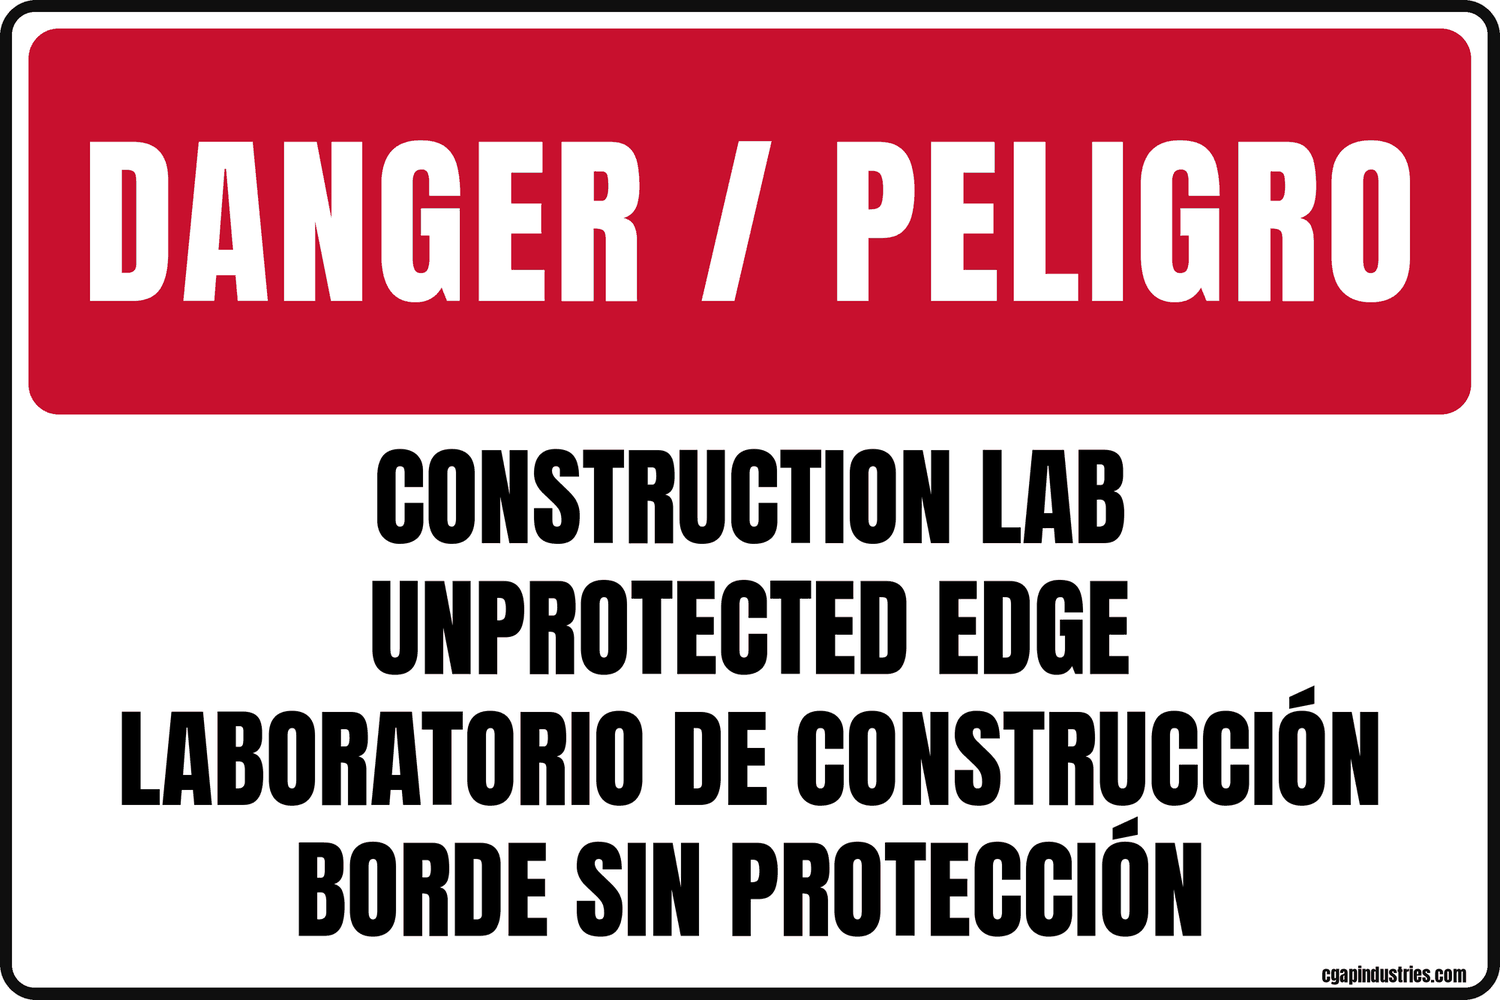 DANGER / PELIGRO
CONSTRUCTION LAB
UNPROTECTED EDGE
LABORATORIO DE CONSTRUCCIÓN
BORDE SIN PROTECCIÓN
cgapindustries.com